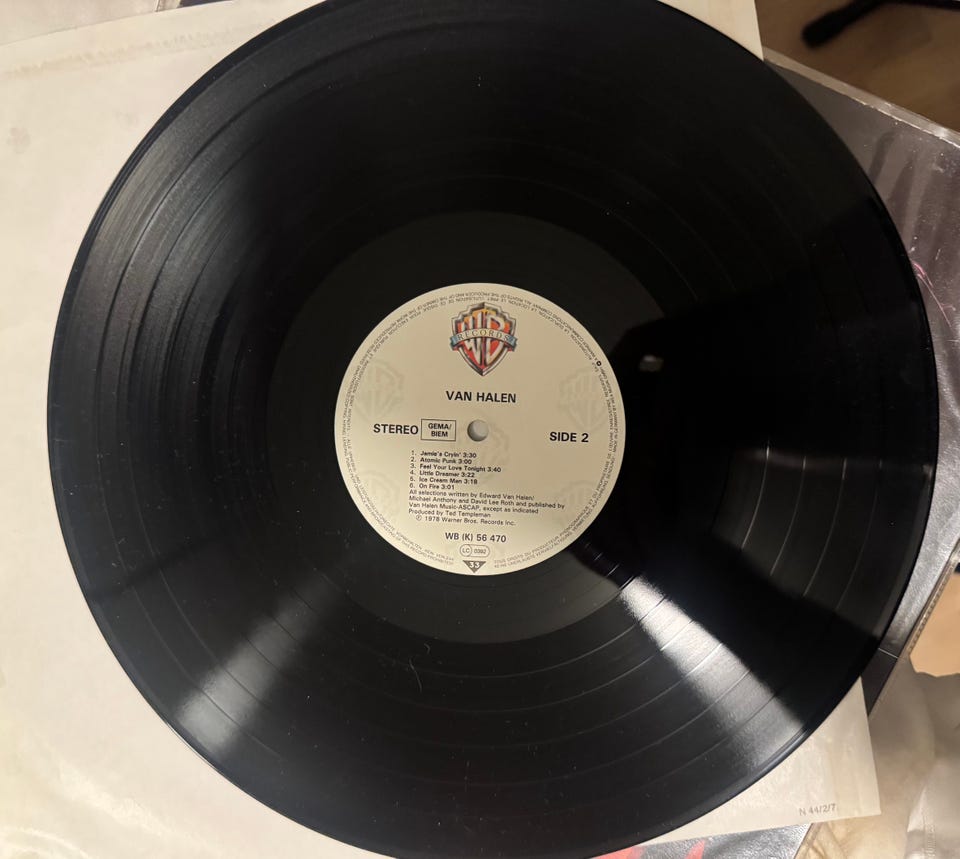 WB
RECORDS
VAN HALEN
STEREO GEMA/ BIEM SIDE 2
1. Jamie's Cryin' 3:30
2. Atomic Punk 3:00
3. Feel Your Love Tonight 3:40
4. Little Dreamer 3:22
5. Ice Cream Man 3:18
6. On Fire 3:01
All selections written by Edward Van Halen/
Michael Anthony and David Lee Roth and published by
Van Halen Music-ASCAP, except as indicated
Produced by Ted Templeman
℗ 1978 Warner Bros. Records Inc.
WB (K) 56 470
LC 0392
33
N 44/2/7